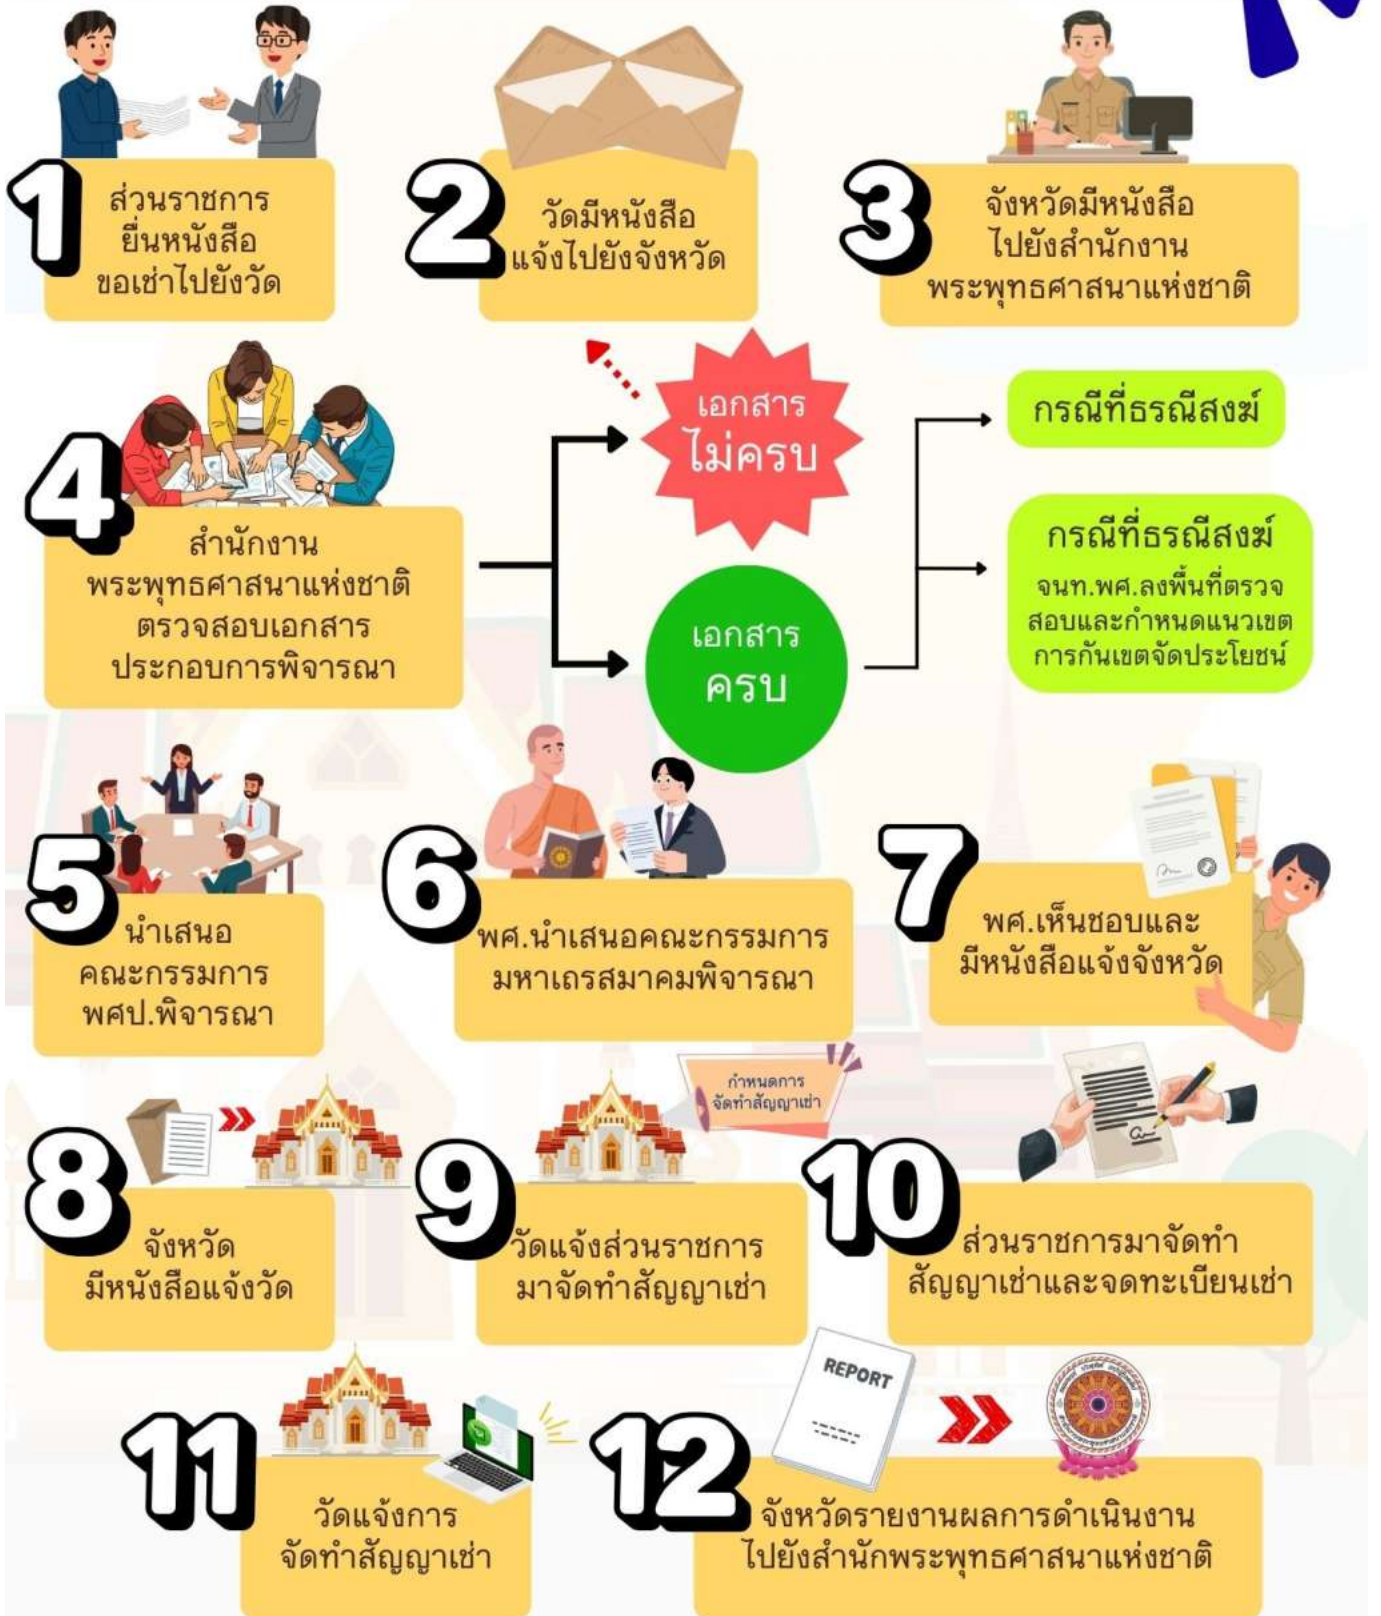 1
ส่วนราชการ
ยื่นหนังสือ
ขอเช่าไปยังวัด
2
วัดมีหนังสือ
แจ้งไปยังจังหวัด
3
จังหวัดมีหนังสือ
ไปยังสำนักงาน
พระพุทธศาสนาแห่งชาติ
4
สำนักงาน
พระพุทธศาสนาแห่งชาติ
ตรวจสอบเอกสาร
ประกอบการพิจารณา
เอกสาร
ไม่ครบ
เอกสาร
ครบ
กรณีที่ธรณีสงฆ์
กรณีที่ธรณีสงฆ์
จนท.พศ.ลงพื้นที่ตรวจ
สอบและกำหนดแนวเขต
การกันเขตจัดประโยชน์
5
นำเสนอ
คณะกรรมการ
พศป.พิจารณา
6
พศ.นำเสนอคณะกรรมการ
มหาเถรสมาคมพิจารณา
7
พศ.เห็นชอบและ
มีหนังสือแจ้งจังหวัด
8
จังหวัด
มีหนังสือแจ้งวัด
กำหนดการ
จัดทำสัญญาเช่า
9
วัดแจ้งส่วนราชการ
มาจัดทำสัญญาเช่า
10
ส่วนราชการมาจัดทำ
สัญญาเช่าและจดทะเบียนเช่า
11
วัดแจ้งการ
จัดทำสัญญาเช่า
REPORT
12
จังหวัดรายงานผลการดำเนินงาน
ไปยังสำนักพระพุทธศาสนาแห่งชาติ